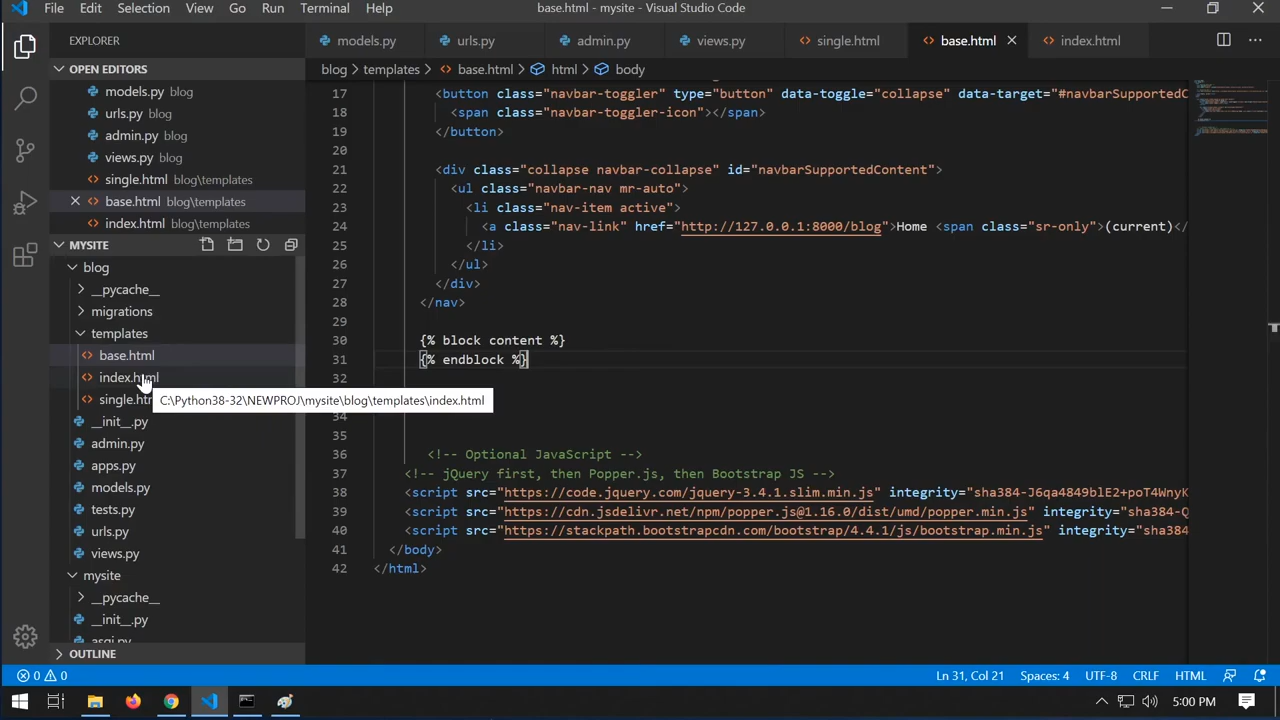 File Edit Selection View Go Run Terminal Help base.html - mysite - Visual Studio Code
EXPLORER
models.py urls.py admin.py views.py single.html base.html index.html
OPEN EDITORS
models.py blog
urls.py blog
admin.py blog
views.py blog
single.html blog\templates
base.html blog\templates
index.html blog\templates
MYSITE
blog
__pycache__
migrations
templates
base.html
index.html
single.htm
C:\Python38-32\NEWPROJ\mysite\blog\templates\index.html
__init__.py
admin.py
apps.py
models.py
tests.py
urls.py
views.py
mysite
__pycache__
__init__.py
asgi.py
OUTLINE
blog > templates > base.html > html > body
17 <button class="navbar-toggler" type="button" data-toggle="collapse" data-target="#navbarSupportedC
18 <span class="navbar-toggler-icon"></span>
19 </button>
20
21 <div class="collapse navbar-collapse" id="navbarSupportedContent">
22 <ul class="navbar-nav mr-auto">
23 <li class="nav-item active">
24 <a class="nav-link" href="http://127.0.0.1:8000/blog">Home <span class="sr-only">(current)</
25 </li>
26 </ul>
27 </div>
28 </nav>
29
30 {% block content %}
31 {% endblock %}
32
34
35
36 <!-- Optional JavaScript -->
37 <!-- jQuery first, then Popper.js, then Bootstrap JS -->
38 <script src="https://code.jquery.com/jquery-3.4.1.slim.min.js" integrity="sha384-J6qa4849blE2+poT4WnyK
39 <script src="https://cdn.jsdelivr.net/npm/popper.js@1.16.0/dist/umd/popper.min.js" integrity="sha384-Q
40 <script src="https://stackpath.bootstrapcdn.com/bootstrap/4.4.1/js/bootstrap.min.js" integrity="sha384
41 </body>
42 </html>
0 0 Ln 31, Col 21 Spaces: 4 UTF-8 CRLF HTML
5:00 PM